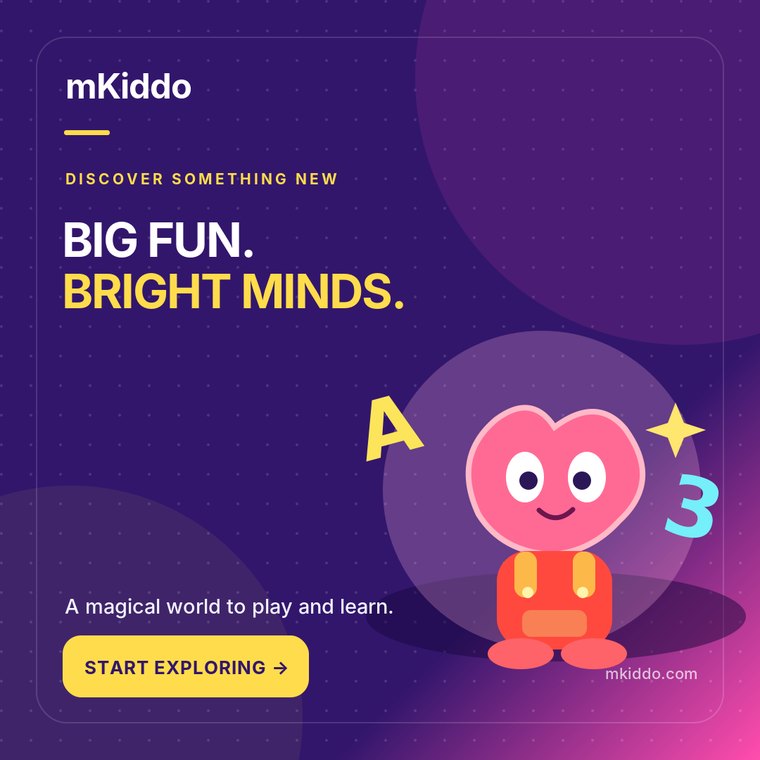 mKiddo
DISCOVER SOMETHING NEW
BIG FUN.
BRIGHT MINDS.
A
3
A magical world to play and learn.
START EXPLORING →
mkiddo.com